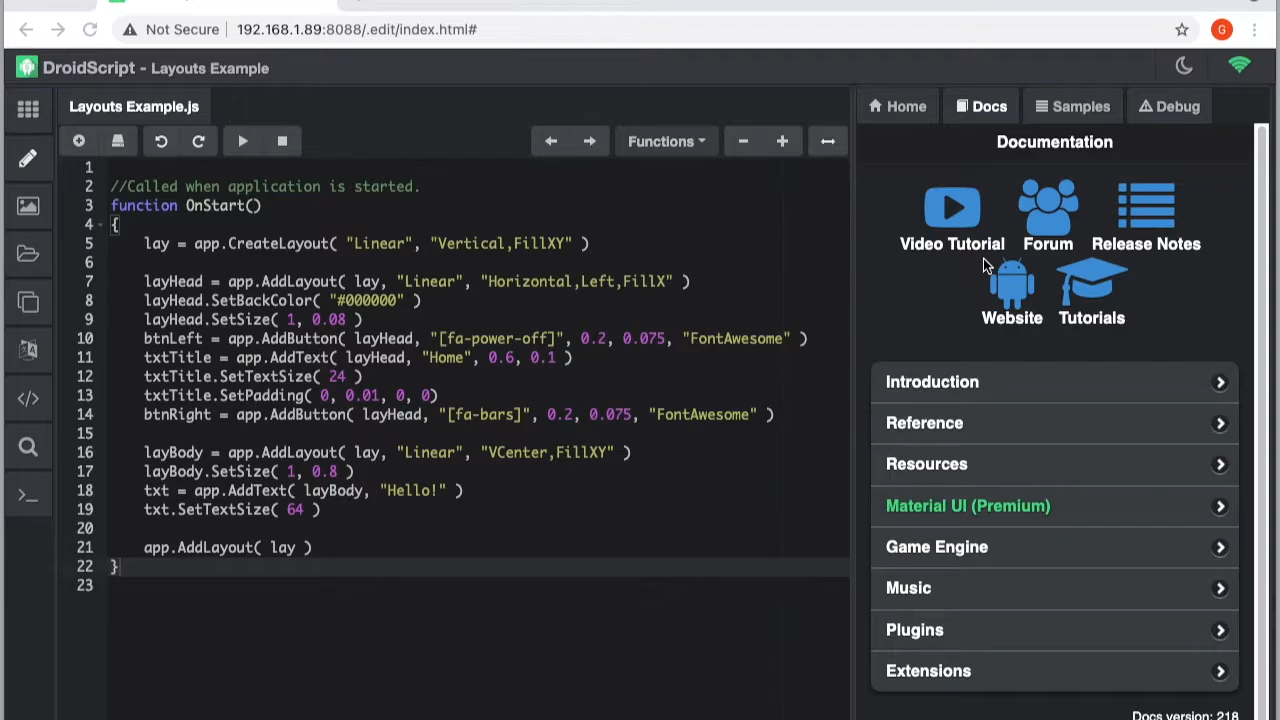 Not Secure 192.168.1.89:8088/.edit/index.html#
G
DroidScript - Layouts Example
Layouts Example.js
Functions
1
2 //Called when application is started.
3 function OnStart()
4 {
5 lay = app.CreateLayout( "Linear", "Vertical,FillXY" )
6
7 layHead = app.AddLayout( lay, "Linear", "Horizontal,Left,FillX" )
8 layHead.SetBackColor( "#000000" )
9 layHead.SetSize( 1, 0.08 )
10 btnLeft = app.AddButton( layHead, "[fa-power-off]", 0.2, 0.075, "FontAwesome" )
11 txtTitle = app.AddText( layHead, "Home", 0.6, 0.1 )
12 txtTitle.SetTextSize( 24 )
13 txtTitle.SetPadding( 0, 0.01, 0, 0)
14 btnRight = app.AddButton( layHead, "[fa-bars]", 0.2, 0.075, "FontAwesome" )
15
16 layBody = app.AddLayout( lay, "Linear", "VCenter,FillXY" )
17 layBody.SetSize( 1, 0.8 )
18 txt = app.AddText( layBody, "Hello!" )
19 txt.SetTextSize( 64 )
20
21 app.AddLayout( lay )
22 }
23
Home Docs Samples Debug
Documentation
Video Tutorial Forum Release Notes
Website Tutorials
Introduction
Reference
Resources
Material UI (Premium)
Game Engine
Music
Plugins
Extensions
Docs version: 218